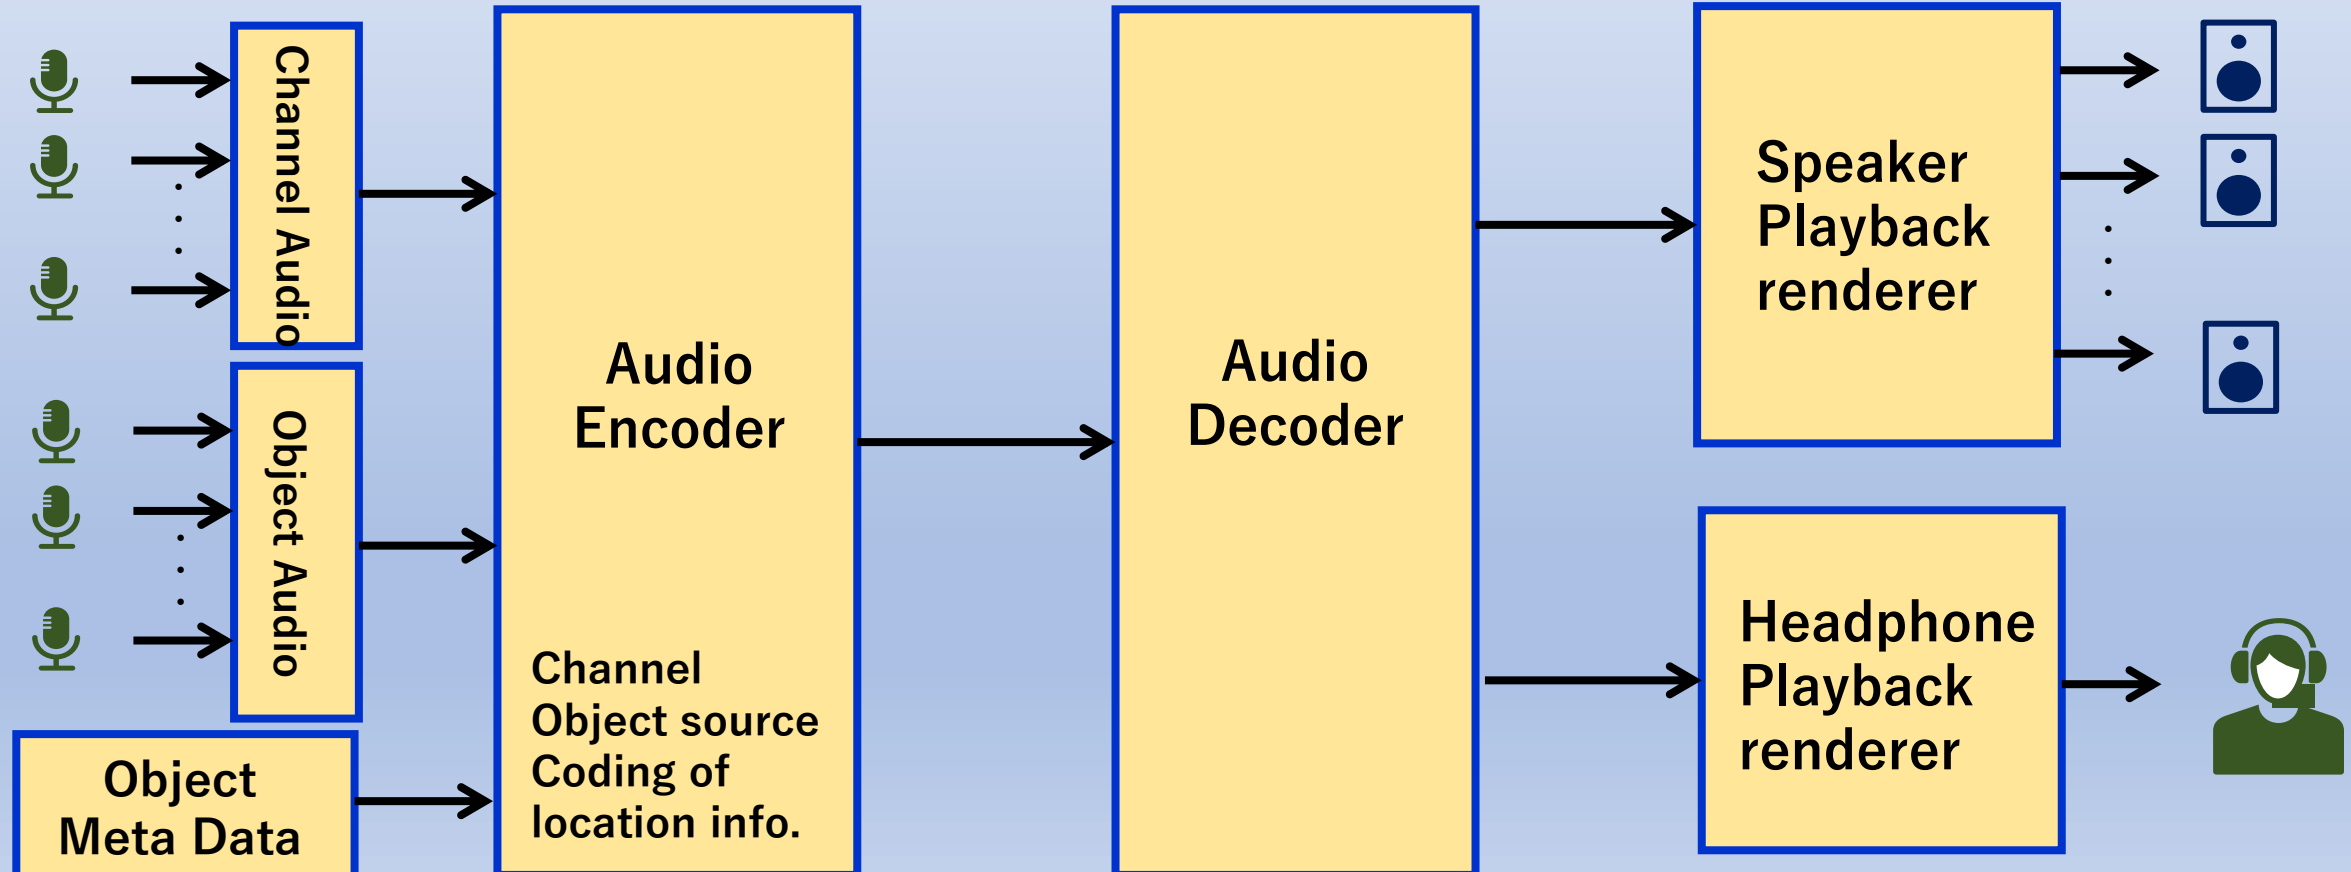 Channel Audio
Object Audio
Object
Meta Data
Audio
Encoder
Channel
Object source
Coding of
location info.
Audio
Decoder
Speaker
Playback
renderer
Headphone
Playback
renderer